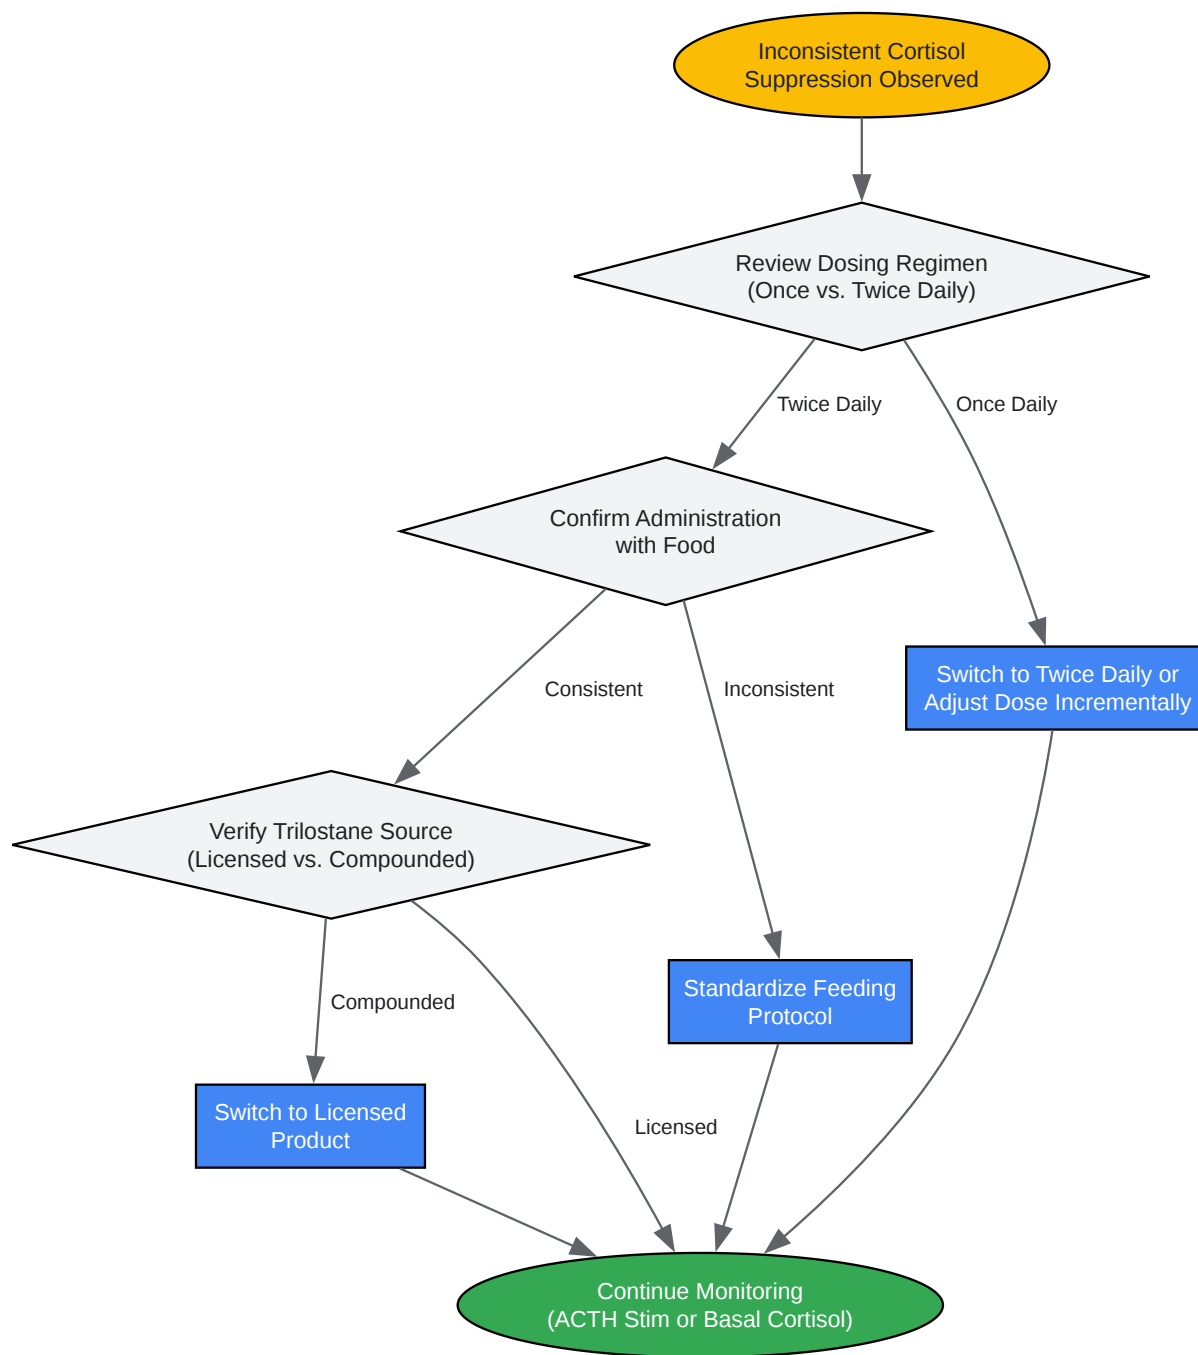 Inconsistent Cortisol
Suppression Observed
Review Dosing Regimen
(Once vs. Twice Daily)
Twice Daily
Once Daily
Confirm Administration
with Food
Consistent
Inconsistent
Switch to Twice Daily or
Adjust Dose Incrementally
Verify Trilostane Source
(Licensed vs. Compounded)
Compounded
Standardize Feeding
Protocol
Switch to Licensed
Product
Licensed
Continue Monitoring
(ACTH Stim or Basal Cortisol)